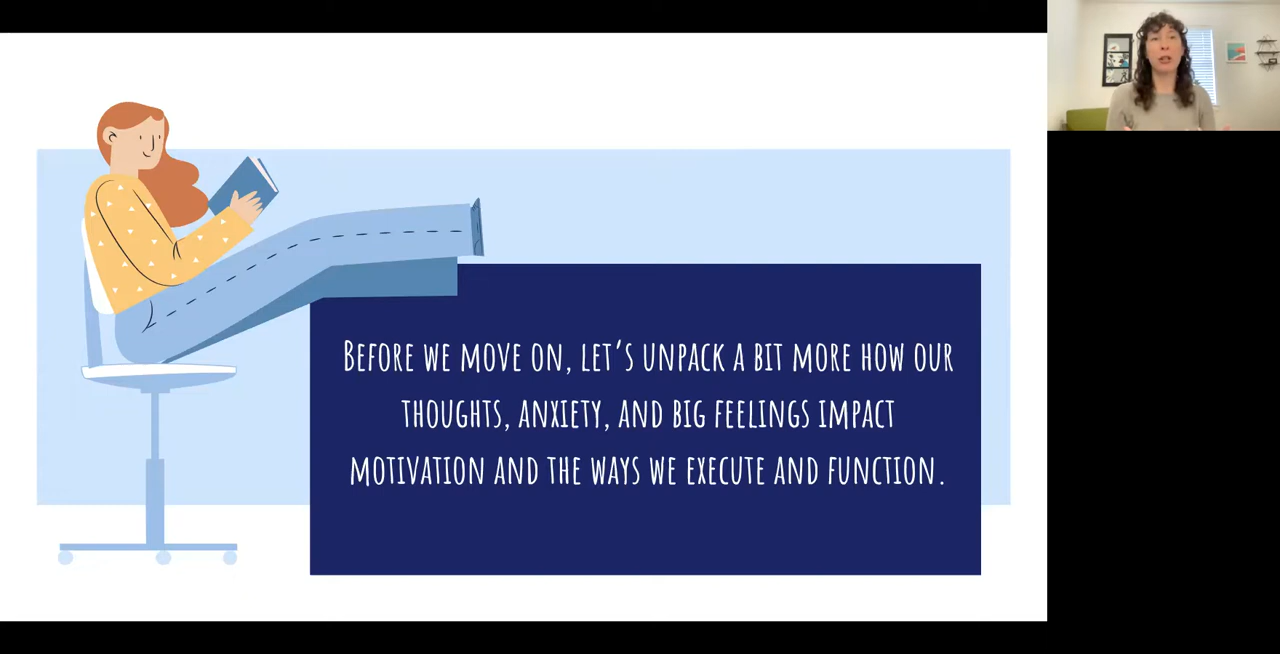 Before we move on, let's unpack a bit more how our
thoughts, anxiety, and big feelings impact
motivation and the ways we execute and function.